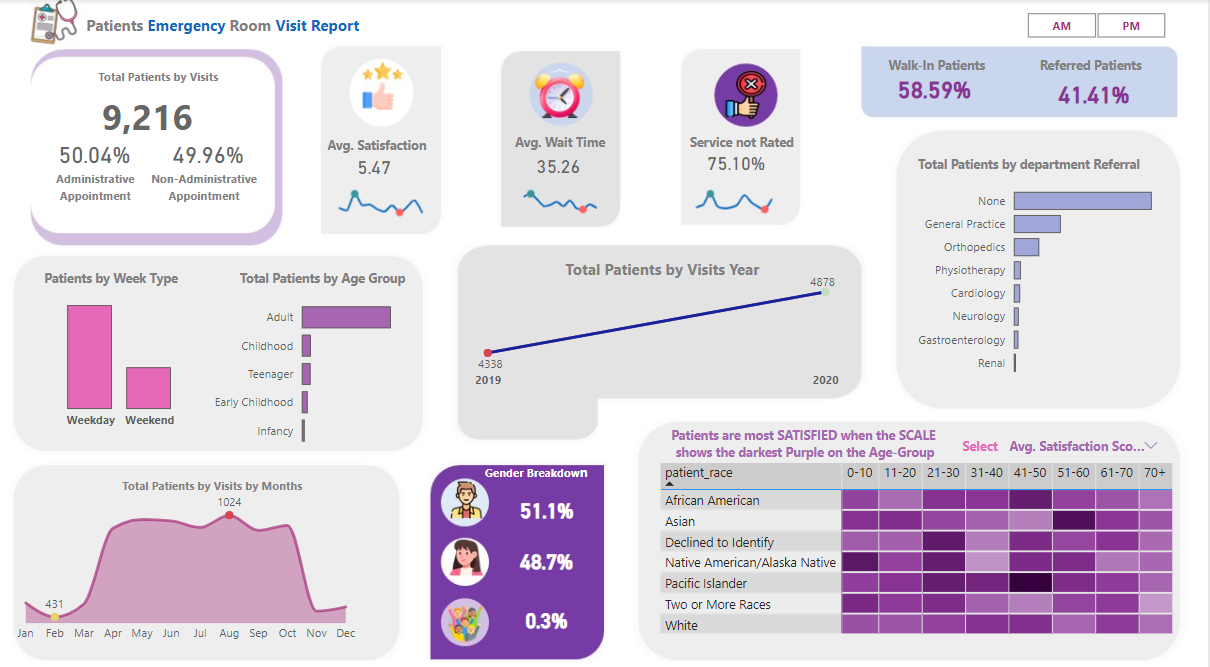 Patients Emergency Room Visit Report
AM
PM
Total Patients by Visits
9,216
50.04%
49.96%
Administrative
Appointment
Non-Administrative
Appointment
Avg. Satisfaction
5.47
Avg. Wait Time
35.26
Service not Rated
75.10%
Walk-In Patients
58.59%
Referred Patients
41.41%
Total Patients by department Referral
None
General Practice
Orthopedics
Physiotherapy
Cardiology
Neurology
Gastroenterology
Renal
Patients by Week Type
Weekday
Weekend
Total Patients by Age Group
Adult
Childhood
Teenager
Early Childhood
Infancy
Total Patients by Visits Year
4878
4338
2019
2020
Total Patients by Visits by Months
1024
431
Jan Feb Mar Apr May Jun Jul Aug Sep Oct Nov Dec
Gender Breakdown
51.1%
48.7%
0.3%
Patients are most SATISFIED when the SCALE
shows the darkest Purple on the Age-Group
Select
Avg. Satisfaction Sco...
patient_race 0-10 11-20 21-30 31-40 41-50 51-60 61-70 70+
African American
Asian
Declined to Identify
Native American/Alaska Native
Pacific Islander
Two or More Races
White